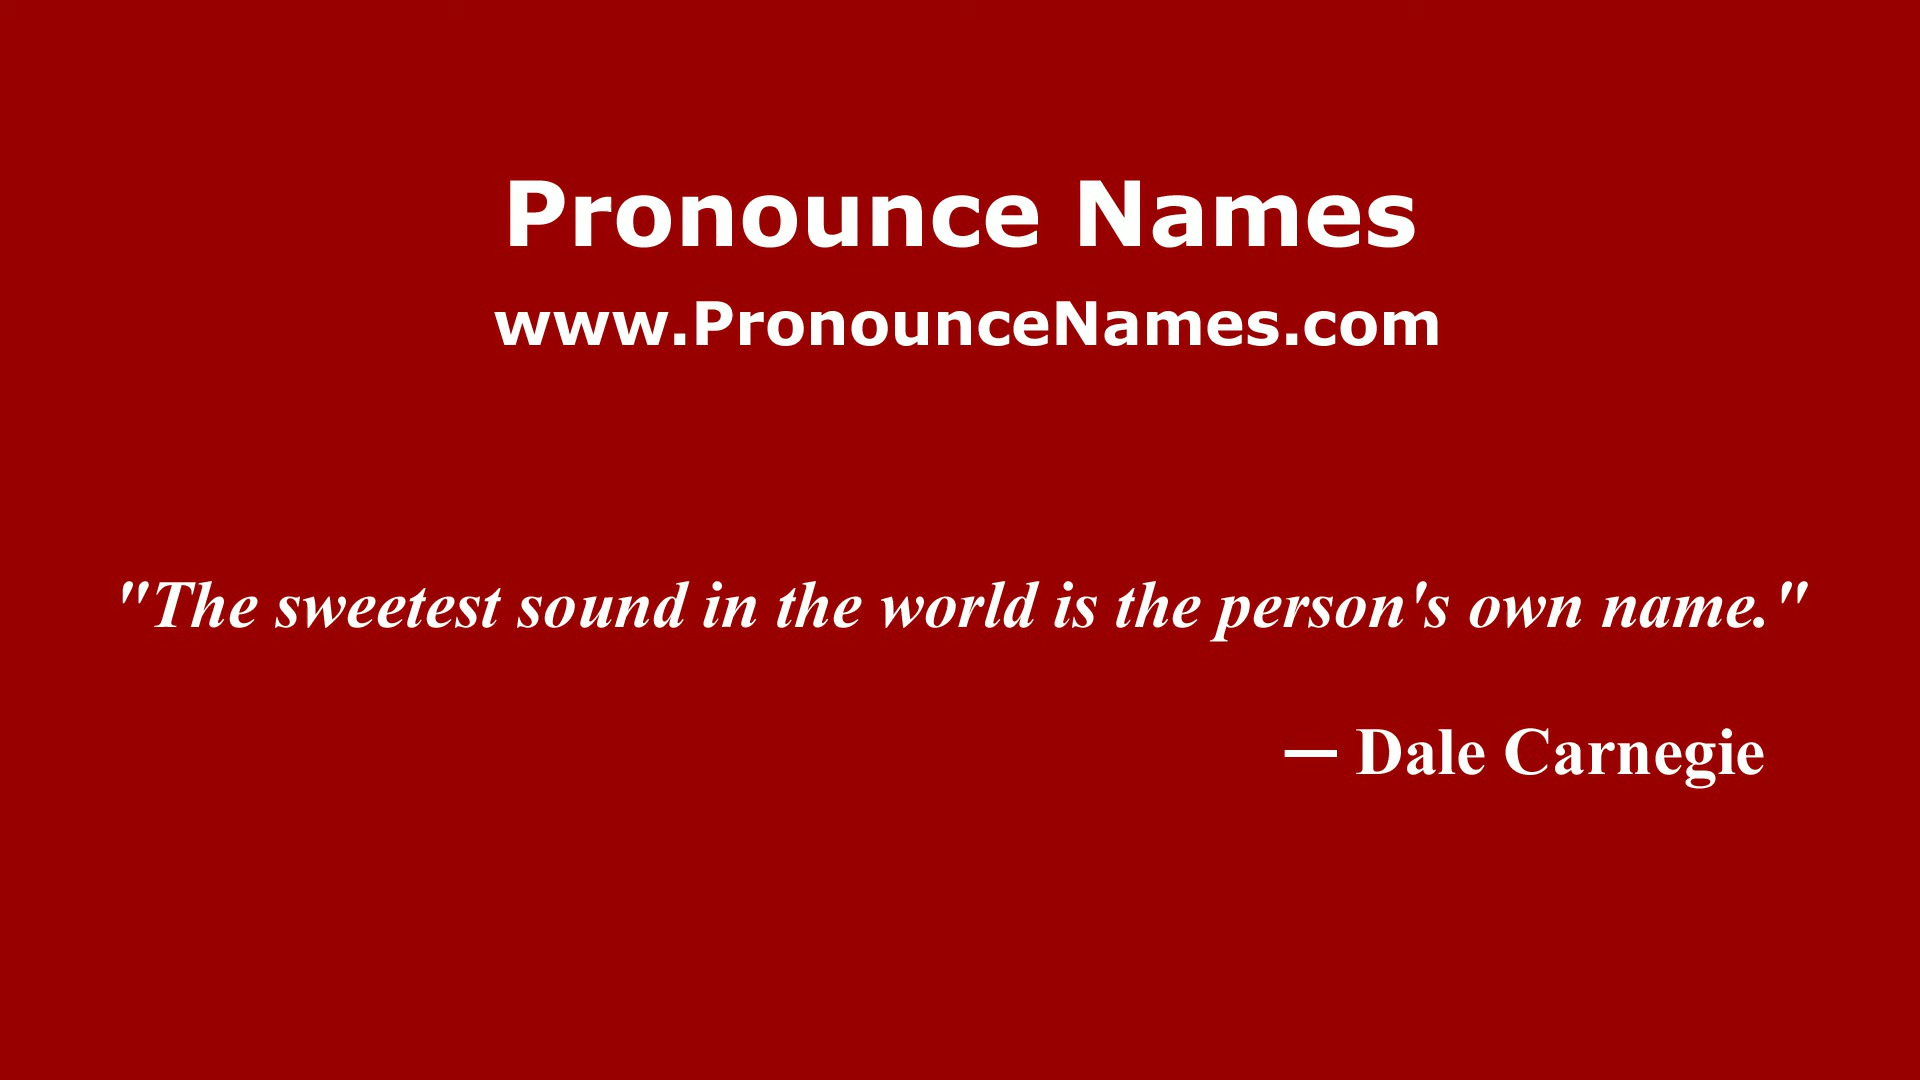 Pronounce Names
www.PronounceNames.com
"The sweetest sound in the world is the person's own name."
— Dale Carnegie